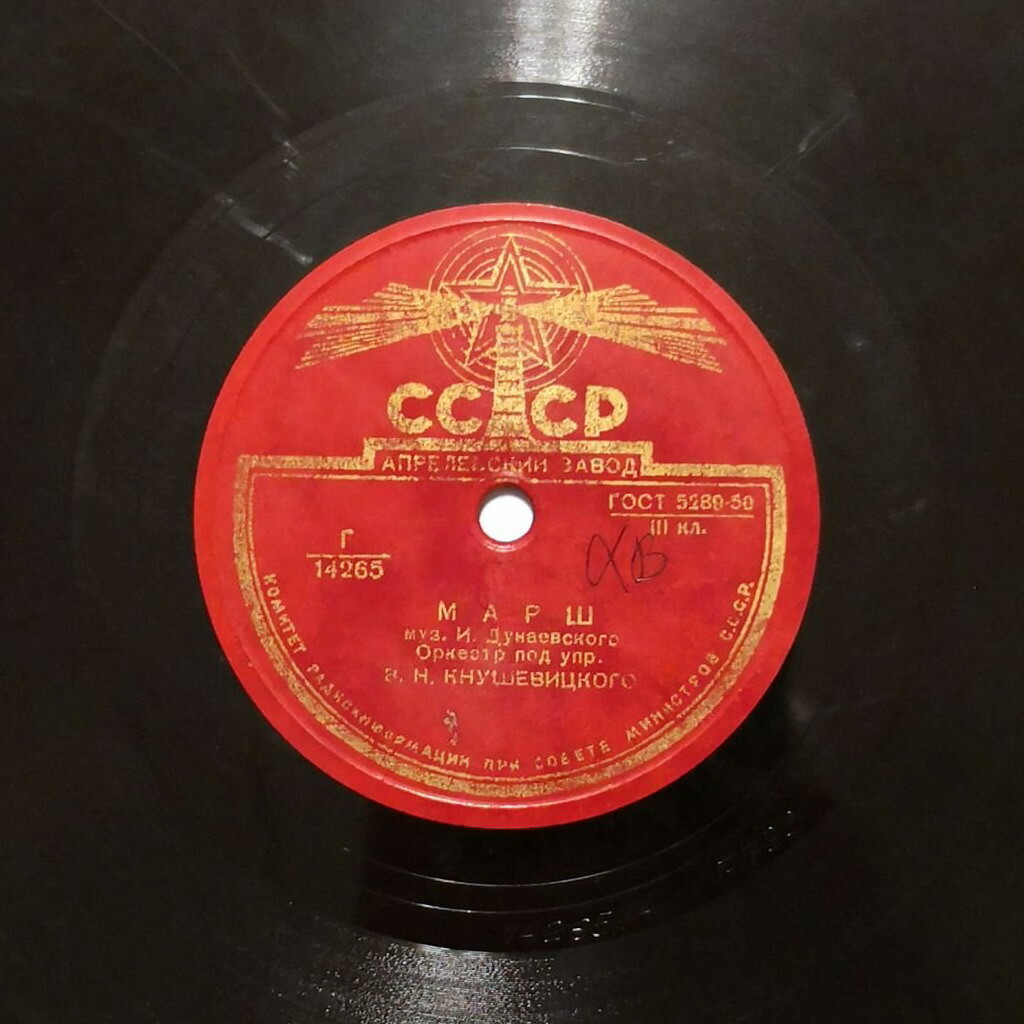 СССР
АПРЕЛЕВСКИЙ ЗАВОД
ГОСТ 5289-50
III кл.
Г
14265
ХВ
МАРШ
муз. И. Дунаевского
Оркестр под упр.
В. Н. КНУШЕВИЦКОГО
КОМИТЕТ РАДИОИНФОРМАЦИИ ПРИ СОВЕТЕ МИНИСТРОВ С.С.С.Р.